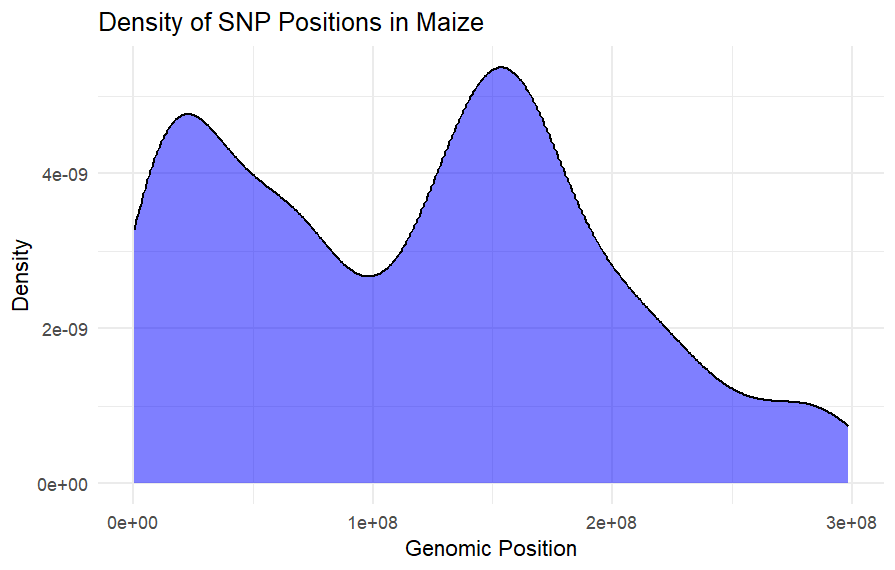 Density of SNP Positions in Maize
Density
4e-09
2e-09
0e+00
0e+00 1e+08 2e+08 3e+08
Genomic Position